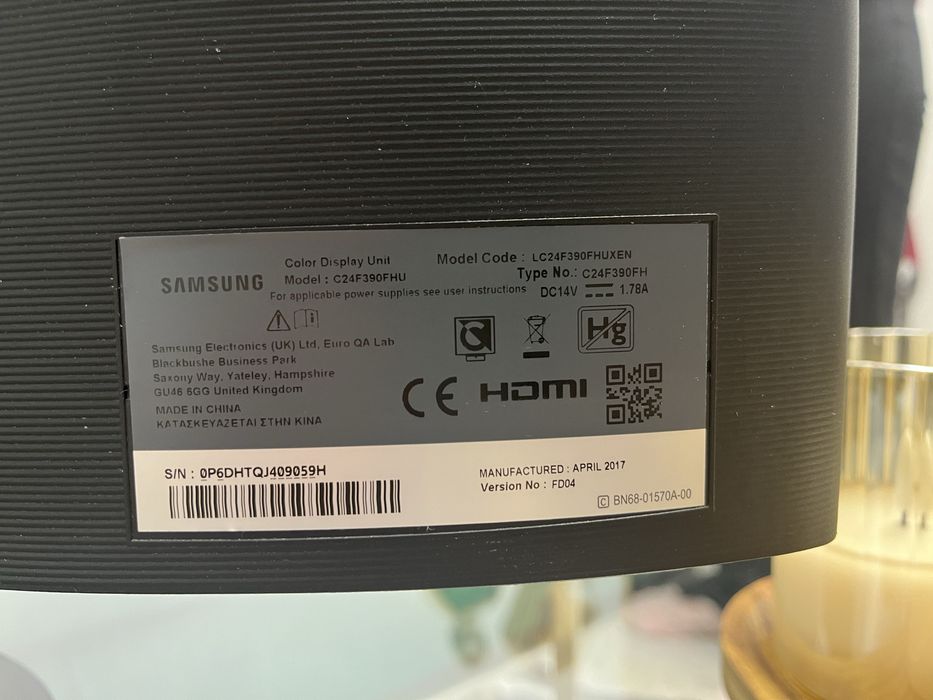 SAMSUNG
Color Display Unit
Model : C24F390FHU
Model Code : LC24F390FHUXEN
Type No.: C24F390FH
For applicable power supplies see user instructions
DC14V 1.78A
Samsung Electronics (UK) Ltd, Euro QA Lab
Blackbushe Business Park
Saxony Way, Yateley, Hampshire
GU46 6GG United Kingdom
MADE IN CHINA
ΚΑΤΑΣΚΕΥΑΖΕΤΑΙ ΣΤΗΝ ΚΙΝΑ
Hg
CE HDMI
S/N : 0P6DHTQJ409059H
MANUFACTURED : APRIL 2017
Version No : FD04
C BN68-01570A-00